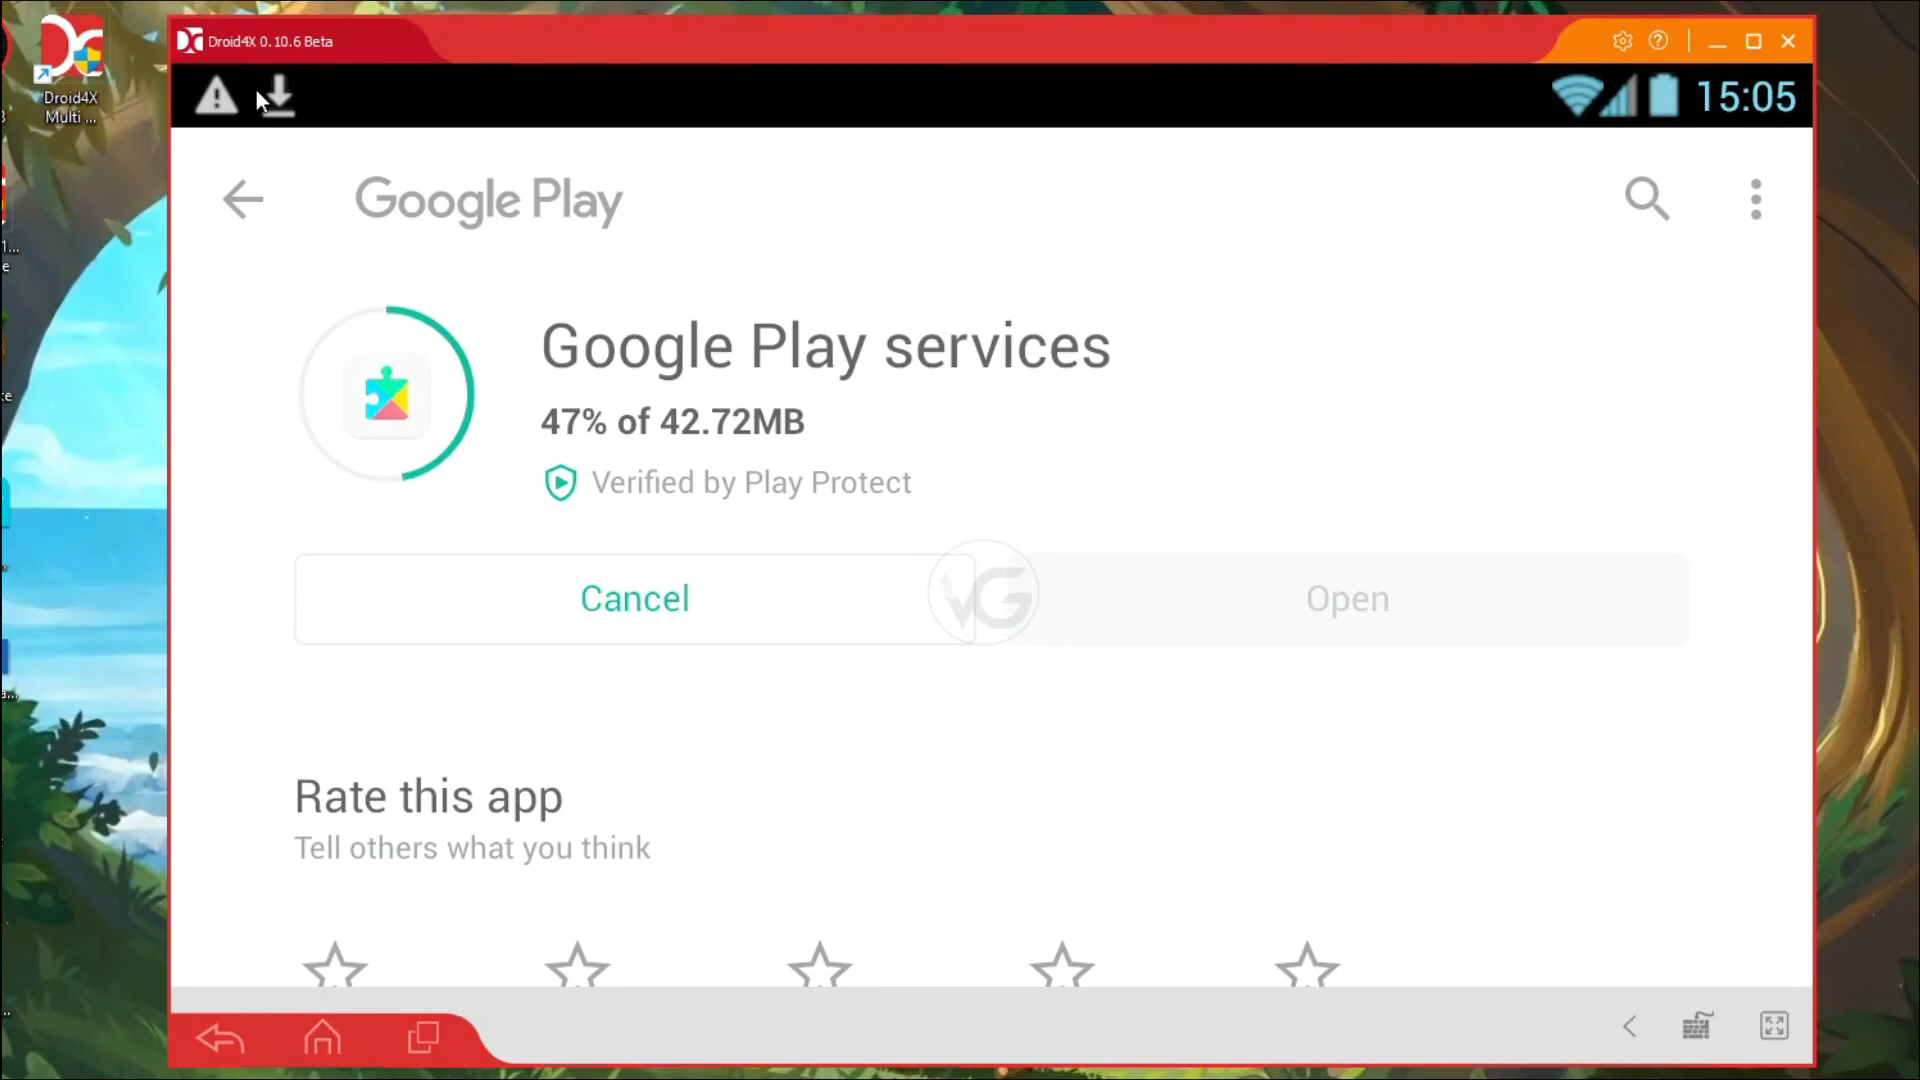 Droid4X 0.10.6 Beta
Droid4X
Multi ...
15:05
Google Play
Google Play services
47% of 42.72MB
Verified by Play Protect
Cancel
VG
Open
Rate this app
Tell others what you think